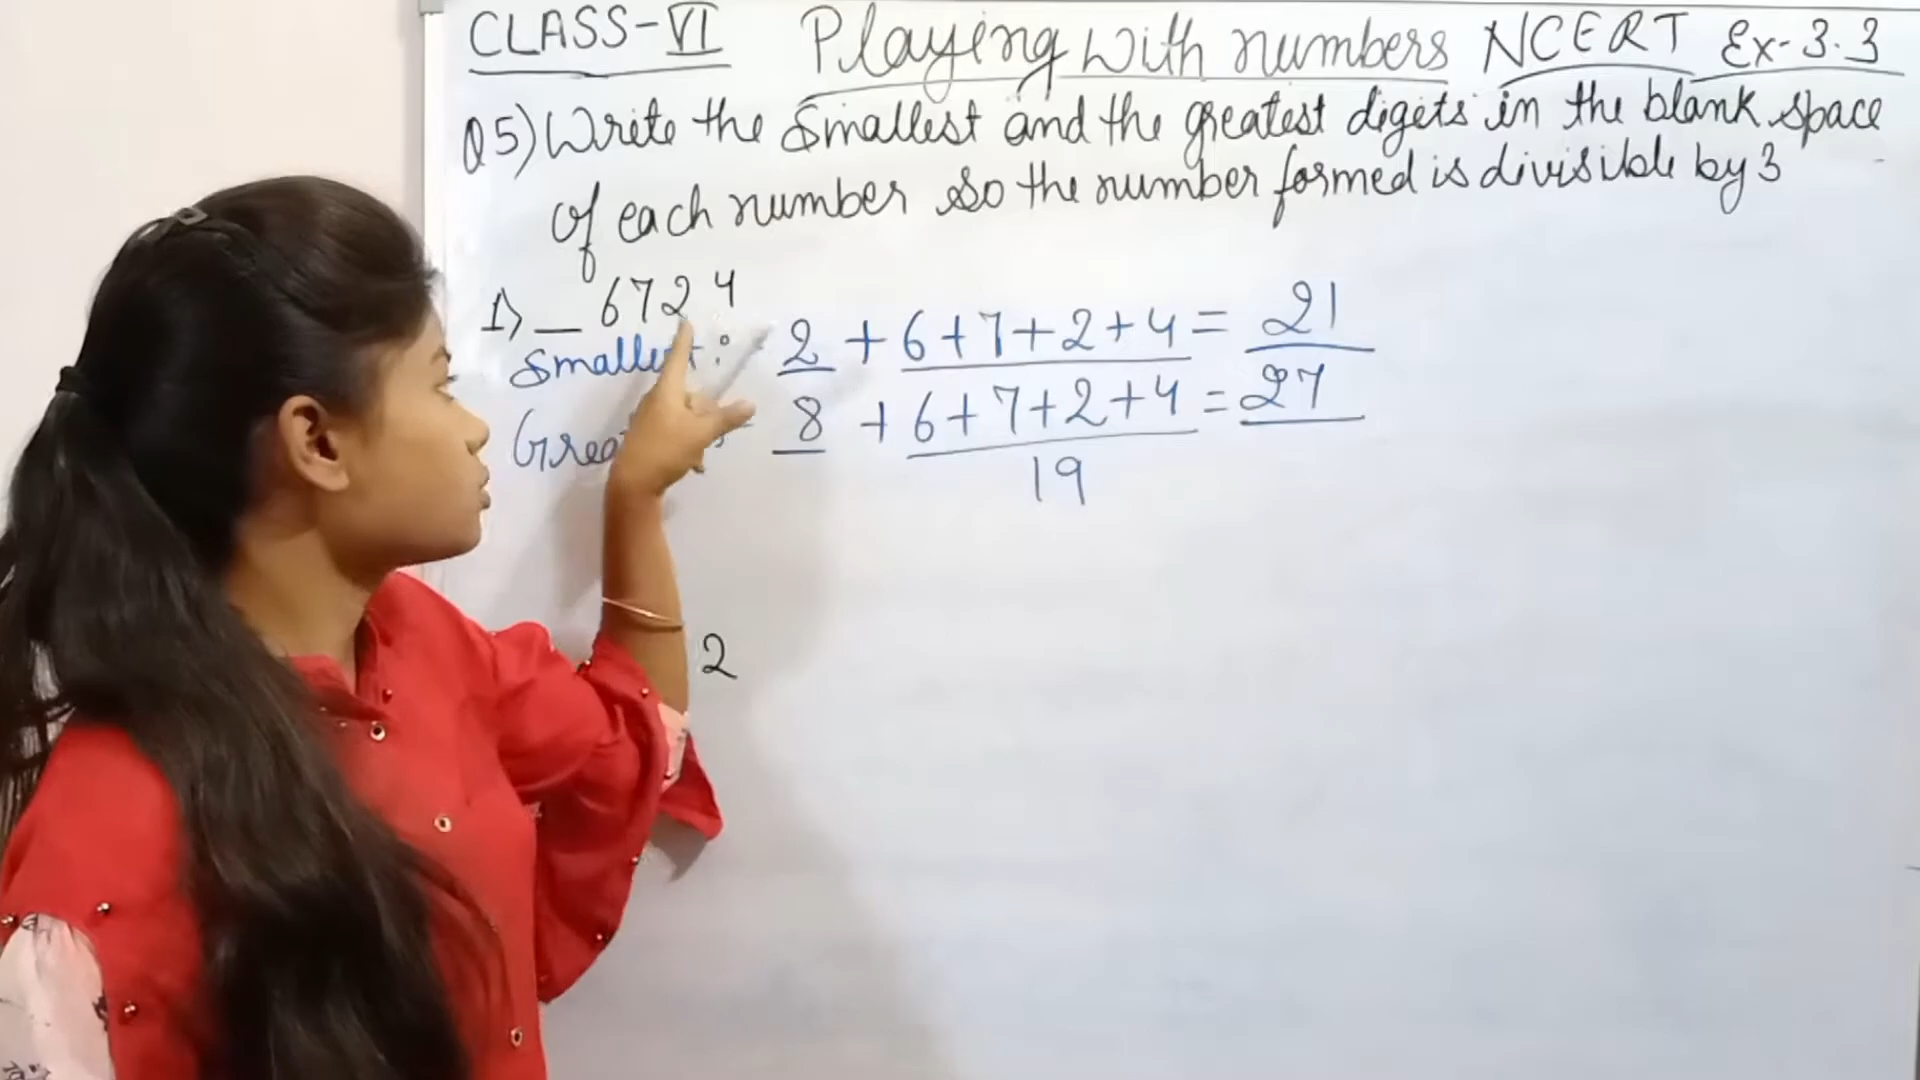 CLASS-VI Playing with numbers NCERT Ex-3.3
Q5) Write the smallest and the greatest digits in the blank space
of each number so the number formed is divisible by 3
1) __ 6724
2 + 6+7+2+4 = 21
8 + 6+7+2+4 = 27
19
2